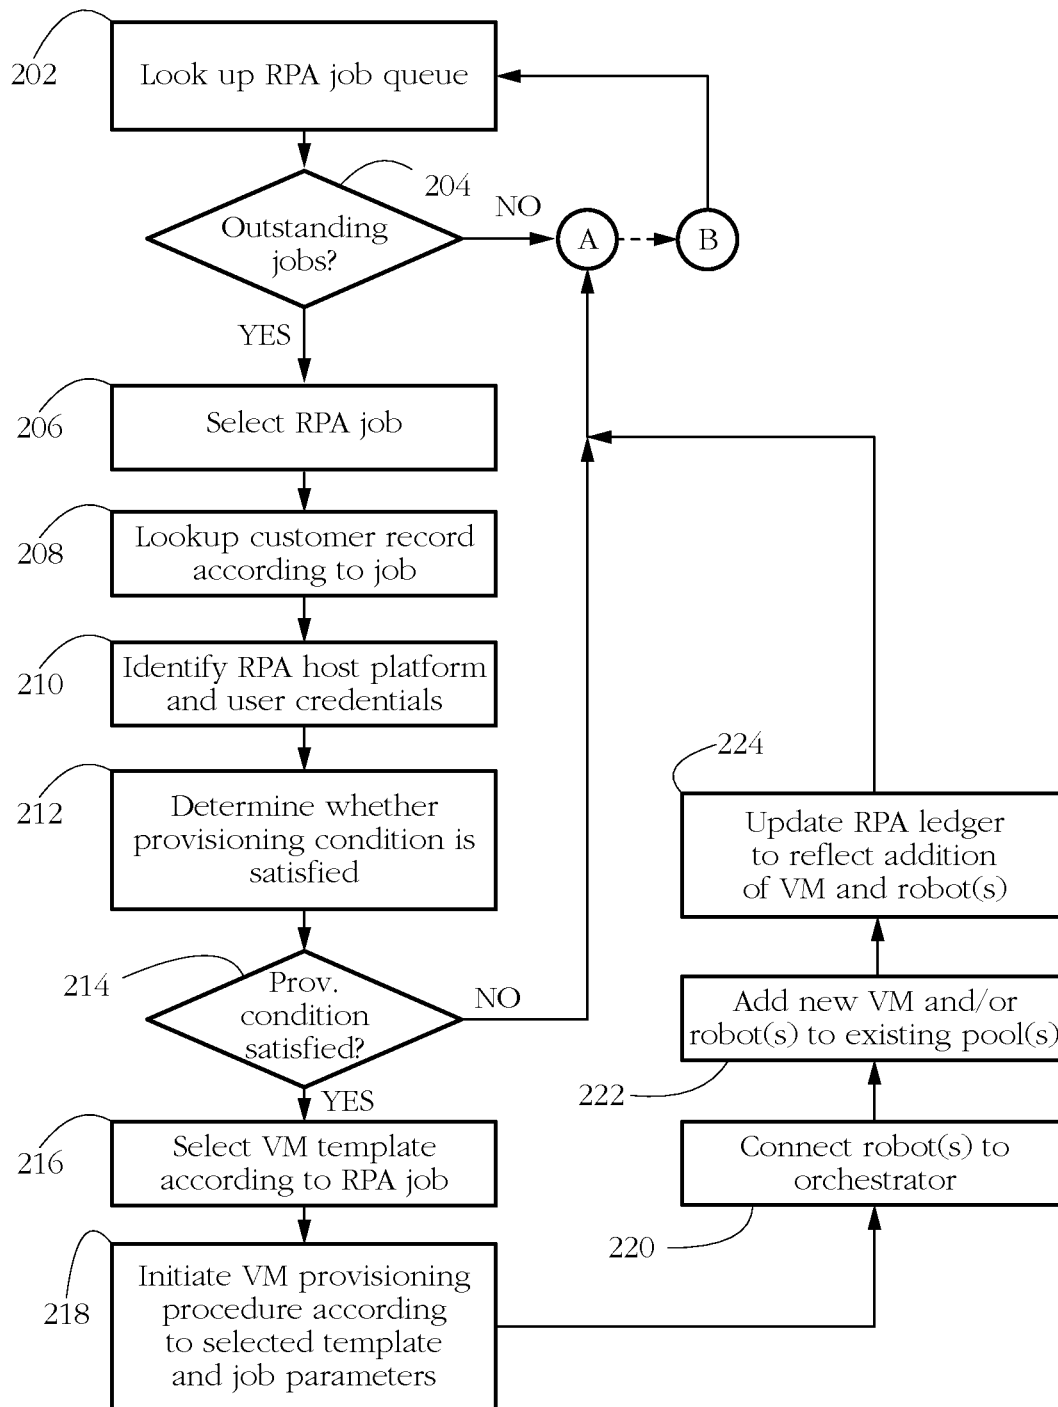 202
Look up RPA job queue
204
Outstanding
jobs?
NO
A
B
YES
206
Select RPA job
208
Lookup customer record
according to job
210
Identify RPA host platform
and user credentials
212
Determine whether
provisioning condition is
satisfied
214
Prov.
condition
satisfied?
NO
YES
216
Select VM template
according to RPA job
218
Initiate VM provisioning
procedure according
to selected template
and job parameters
220
Connect robot(s) to
orchestrator
222
Add new VM and/or
robot(s) to existing pool(s)
224
Update RPA ledger
to reflect addition
of VM and robot(s)